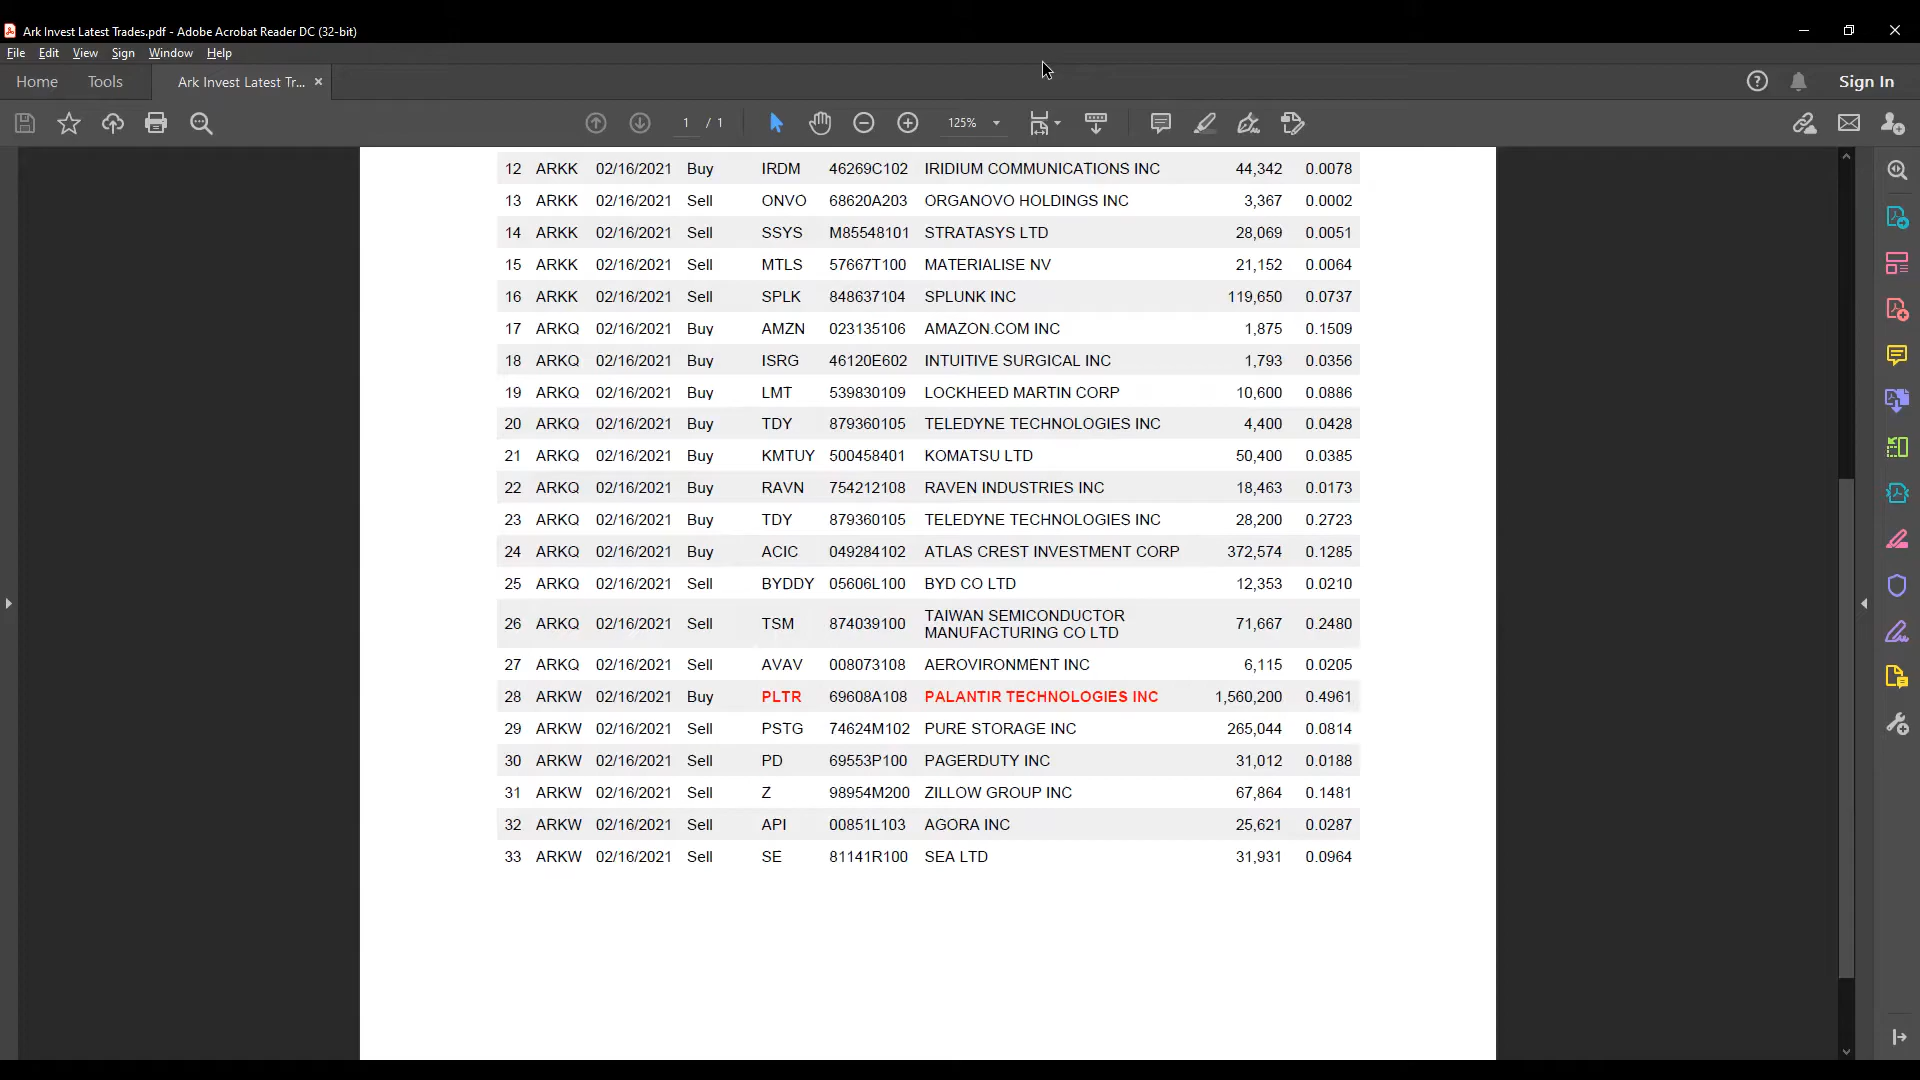 Ark Invest Latest Trades.pdf - Adobe Acrobat Reader DC (32-bit)
File Edit View Sign Window Help
Home Tools Ark Invest Latest Tr... × Sign In
1 / 1 125%
12 ARKK 02/16/2021 Buy IRDM 46269C102 IRIDIUM COMMUNICATIONS INC 44,342 0.0078
13 ARKK 02/16/2021 Sell ONVO 68620A203 ORGANOVO HOLDINGS INC 3,367 0.0002
14 ARKK 02/16/2021 Sell SSYS M85548101 STRATASYS LTD 28,069 0.0051
15 ARKK 02/16/2021 Sell MTLS 57667T100 MATERIALISE NV 21,152 0.0064
16 ARKK 02/16/2021 Sell SPLK 848637104 SPLUNK INC 119,650 0.0737
17 ARKQ 02/16/2021 Buy AMZN 023135106 AMAZON.COM INC 1,875 0.1509
18 ARKQ 02/16/2021 Buy ISRG 46120E602 INTUITIVE SURGICAL INC 1,793 0.0356
19 ARKQ 02/16/2021 Buy LMT 539830109 LOCKHEED MARTIN CORP 10,600 0.0886
20 ARKQ 02/16/2021 Buy TDY 879360105 TELEDYNE TECHNOLOGIES INC 4,400 0.0428
21 ARKQ 02/16/2021 Buy KMTUY 500458401 KOMATSU LTD 50,400 0.0385
22 ARKQ 02/16/2021 Buy RAVN 754212108 RAVEN INDUSTRIES INC 18,463 0.0173
23 ARKQ 02/16/2021 Buy TDY 879360105 TELEDYNE TECHNOLOGIES INC 28,200 0.2723
24 ARKQ 02/16/2021 Buy ACIC 049284102 ATLAS CREST INVESTMENT CORP 372,574 0.1285
25 ARKQ 02/16/2021 Sell BYDDY 05606L100 BYD CO LTD 12,353 0.0210
26 ARKQ 02/16/2021 Sell TSM 874039100 TAIWAN SEMICONDUCTOR
MANUFACTURING CO LTD 71,667 0.2480
27 ARKQ 02/16/2021 Sell AVAV 008073108 AEROVIRONMENT INC 6,115 0.0205
28 ARKW 02/16/2021 Buy PLTR 69608A108 PALANTIR TECHNOLOGIES INC 1,560,200 0.4961
29 ARKW 02/16/2021 Sell PSTG 74624M102 PURE STORAGE INC 265,044 0.0814
30 ARKW 02/16/2021 Sell PD 69553P100 PAGERDUTY INC 31,012 0.0188
31 ARKW 02/16/2021 Sell Z 98954M200 ZILLOW GROUP INC 67,864 0.1481
32 ARKW 02/16/2021 Sell API 00851L103 AGORA INC 25,621 0.0287
33 ARKW 02/16/2021 Sell SE 81141R100 SEA LTD 31,931 0.0964